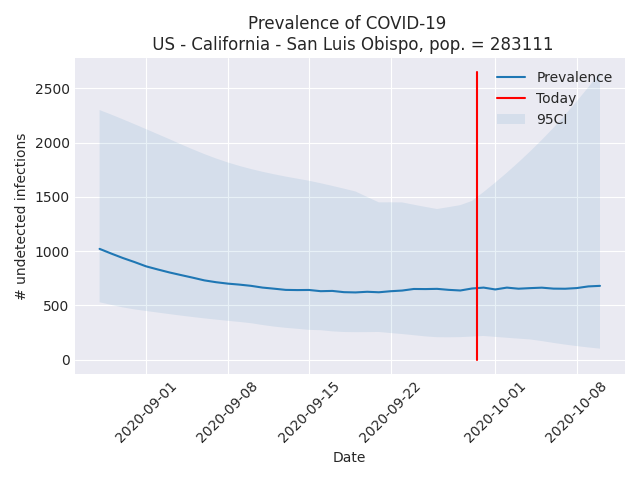 Prevalence of COVID-19
US - California - San Luis Obispo, pop. = 283111
Prevalence
Today
95CI
2500
2000
1500
1000
500
0
# undetected infections
2020-09-01
2020-09-08
2020-09-15
2020-09-22
2020-10-01
2020-10-08
Date